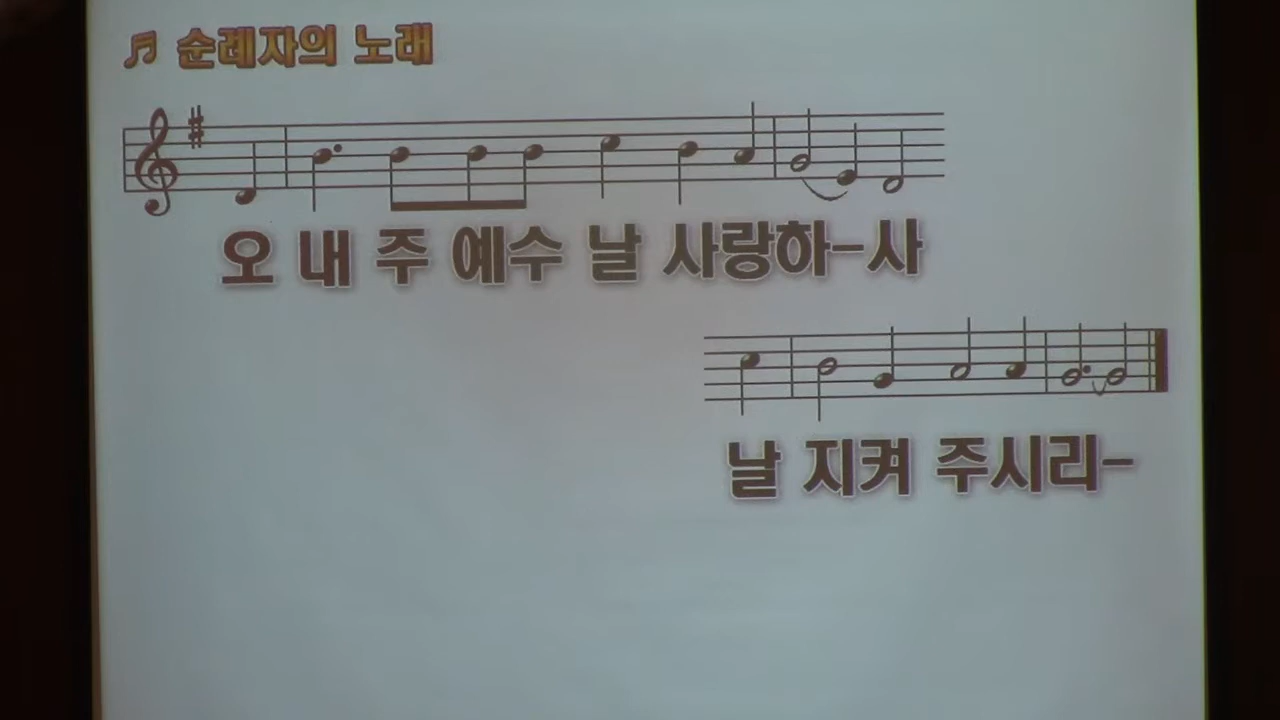 순례자의 노래
오 내 주 예수 날 사랑하-사
날 지켜 주시리-